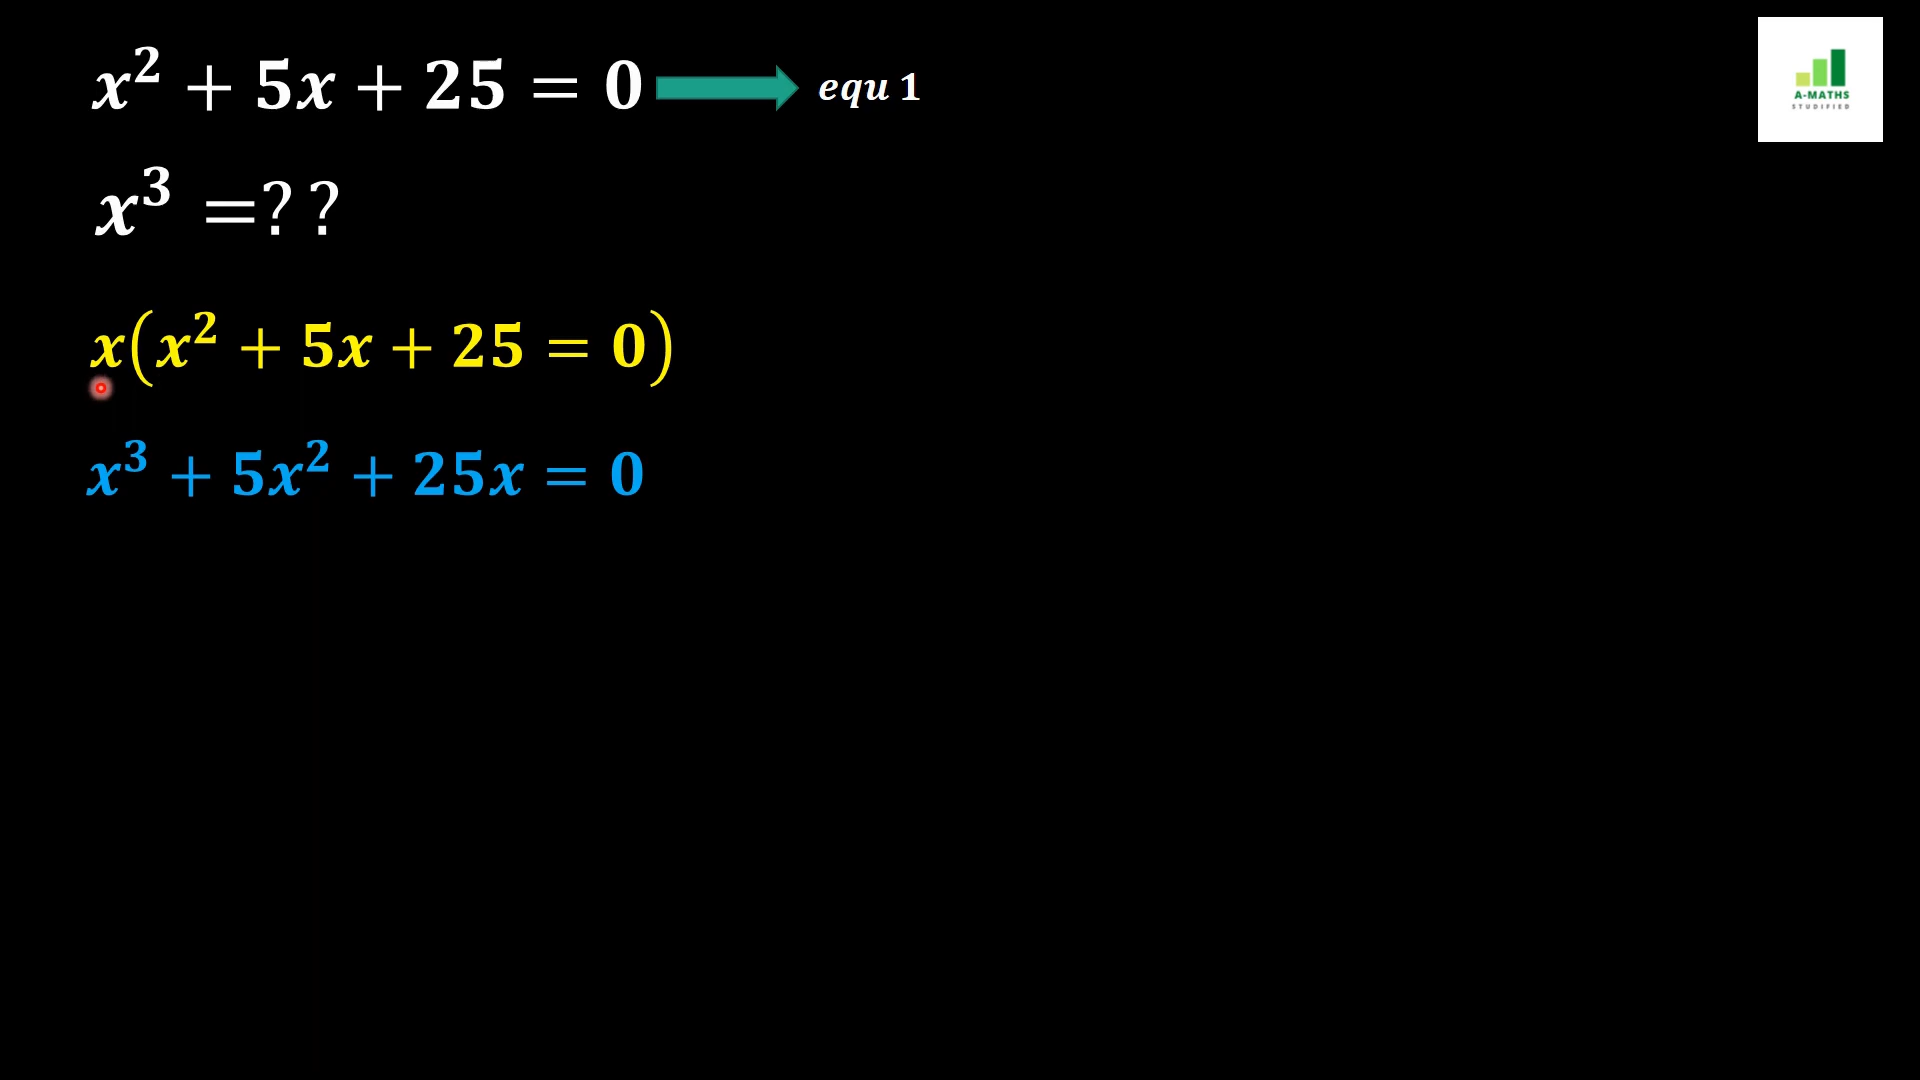 x² + 5x + 25 = 0 equ 1
A-MATHS
STUDIFIED
x³ =? ?
x(x² + 5x + 25 = 0)
x³ + 5x² + 25x = 0